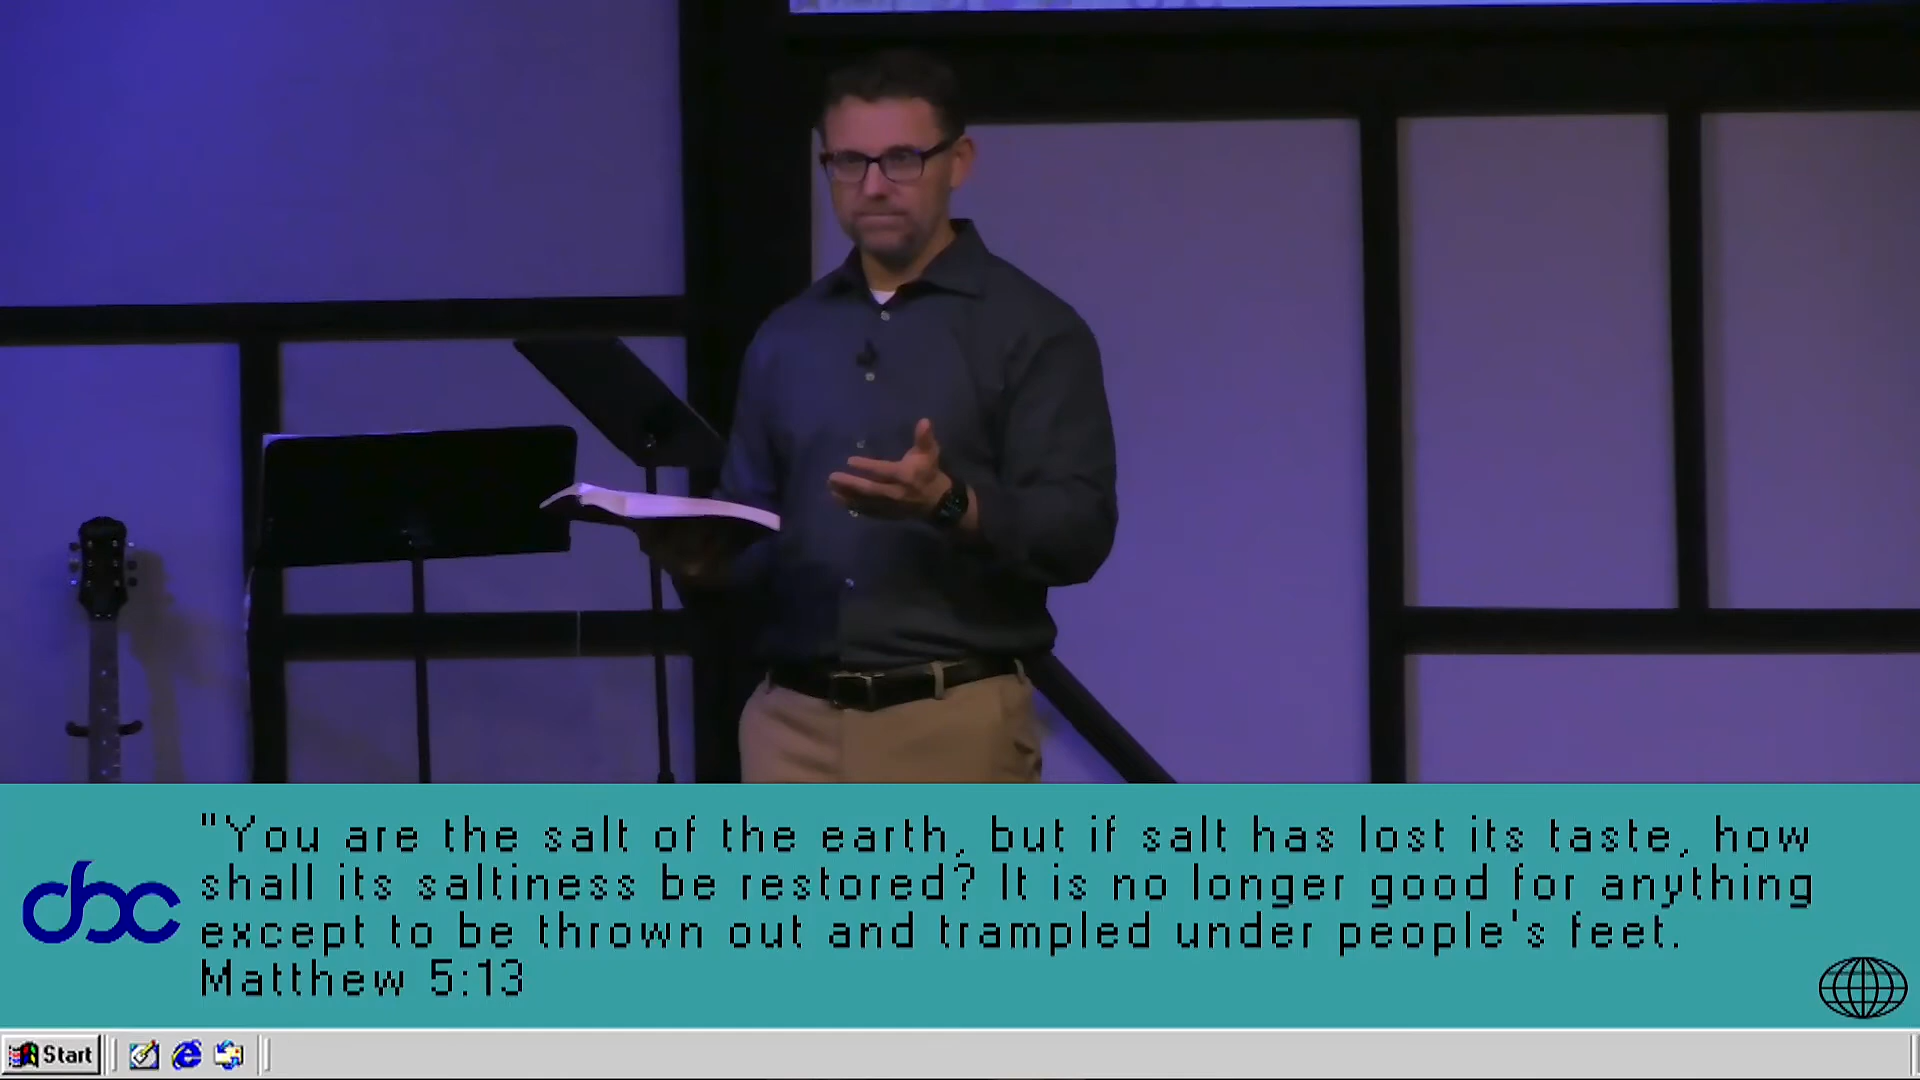 "You are the salt of the earth, but if salt has lost its taste, how
shall its saltiness be restored? It is no longer good for anything
except to be thrown out and trampled under people's feet.
Matthew 5:13
cbc
Start